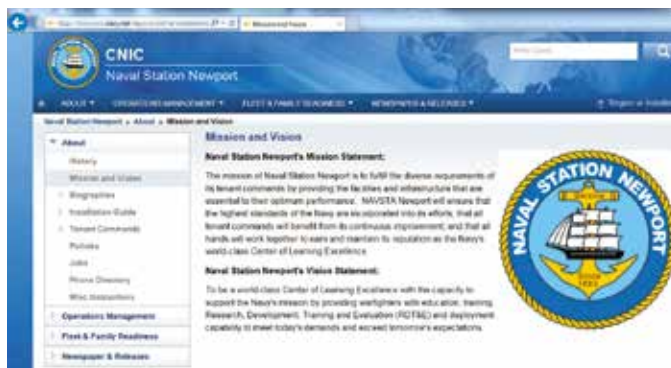 Mission and Vision
CNIC
Naval Station Newport
ABOUT
OPERATIONS MANAGEMENT
FLEET & FAMILY READINESS
NEWSPAPER & RELEASES
Naval Station Newport > About > Mission and Vision
About
History
Mission and Vision
Biographies
Installation Guide
Tenant Commands
Policies
Jobs
Phone Directory
Misc Instructions
Operations Management
Fleet & Family Readiness
Newspaper & Releases
Mission and Vision
Naval Station Newport's Mission Statement:
The mission of Naval Station Newport is to fulfill the diverse requirements of
its tenant commands by providing the facilities and infrastructure that are
essential to their optimum performance. NAVSTA Newport will ensure that
the highest standards of the Navy are incorporated into its efforts, that all
tenant commands will benefit from its continuous improvement, and that all
hands will work together to earn and maintain its reputation as the Navy's
world-class Center of Learning Excellence.
Naval Station Newport's Vision Statement:
To be a world-class Center of Learning Excellence with the capacity to
support the Navy's mission by providing warfighters with education, training
Research, Development, Training and Evaluation (RDT&E) and deployment
capability to meet today's demands and exceed tomorrow's expectations.
NAVAL STATION NEWPORT